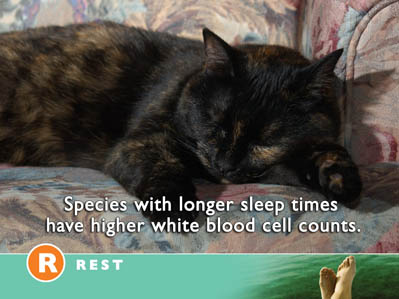 Species with longer sleep times
have higher white blood cell counts.
R REST